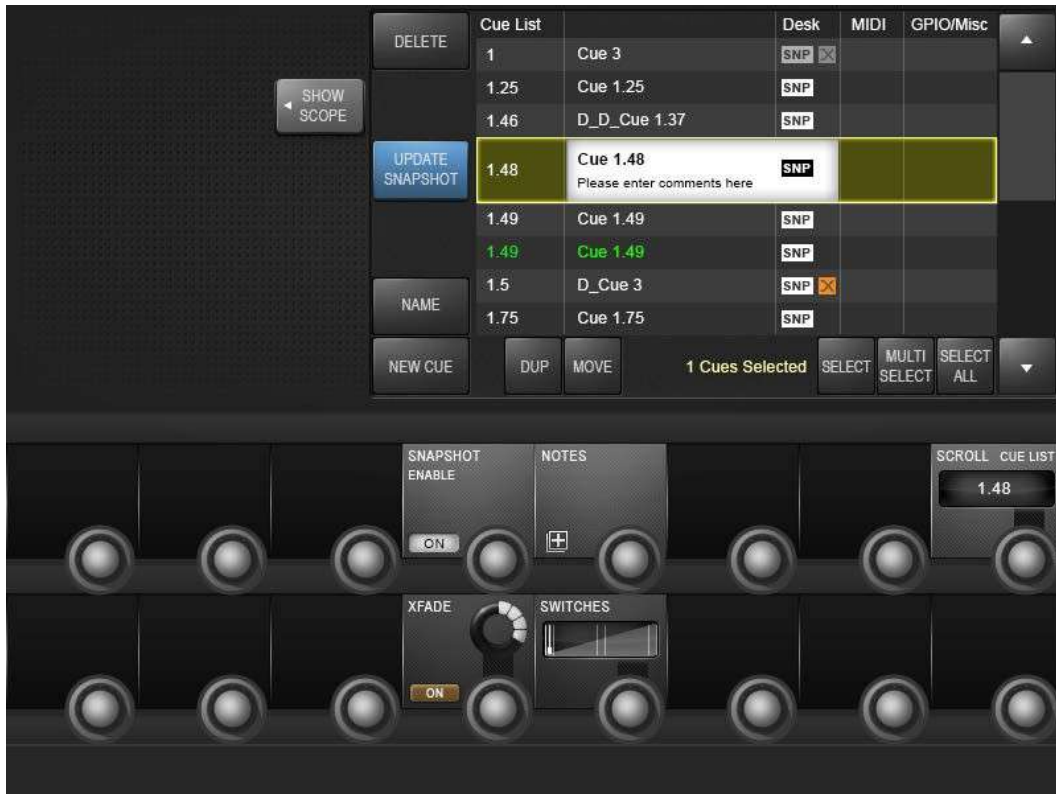 DELETE
Cue List Desk MIDI GPIO/Misc
1 Cue 3 SNP
SHOW
SCOPE
1.25 Cue 1.25 SNP
1.46 D_D_Cue 1.37 SNP
UPDATE
SNAPSHOT
1.48 Cue 1.48 SNP
Please enter comments here
1.49 Cue 1.49 SNP
1.49 Cue 1.49 SNP
NAME
1.5 D_Cue 3 SNP
1.75 Cue 1.75 SNP
NEW CUE
DUP
MOVE
1 Cues Selected
SELECT
MULTI
SELECT
SELECT
ALL
SNAPSHOT
ENABLE
ON
NOTES
SCROLL CUE LIST
1.48
XFADE
ON
SWITCHES